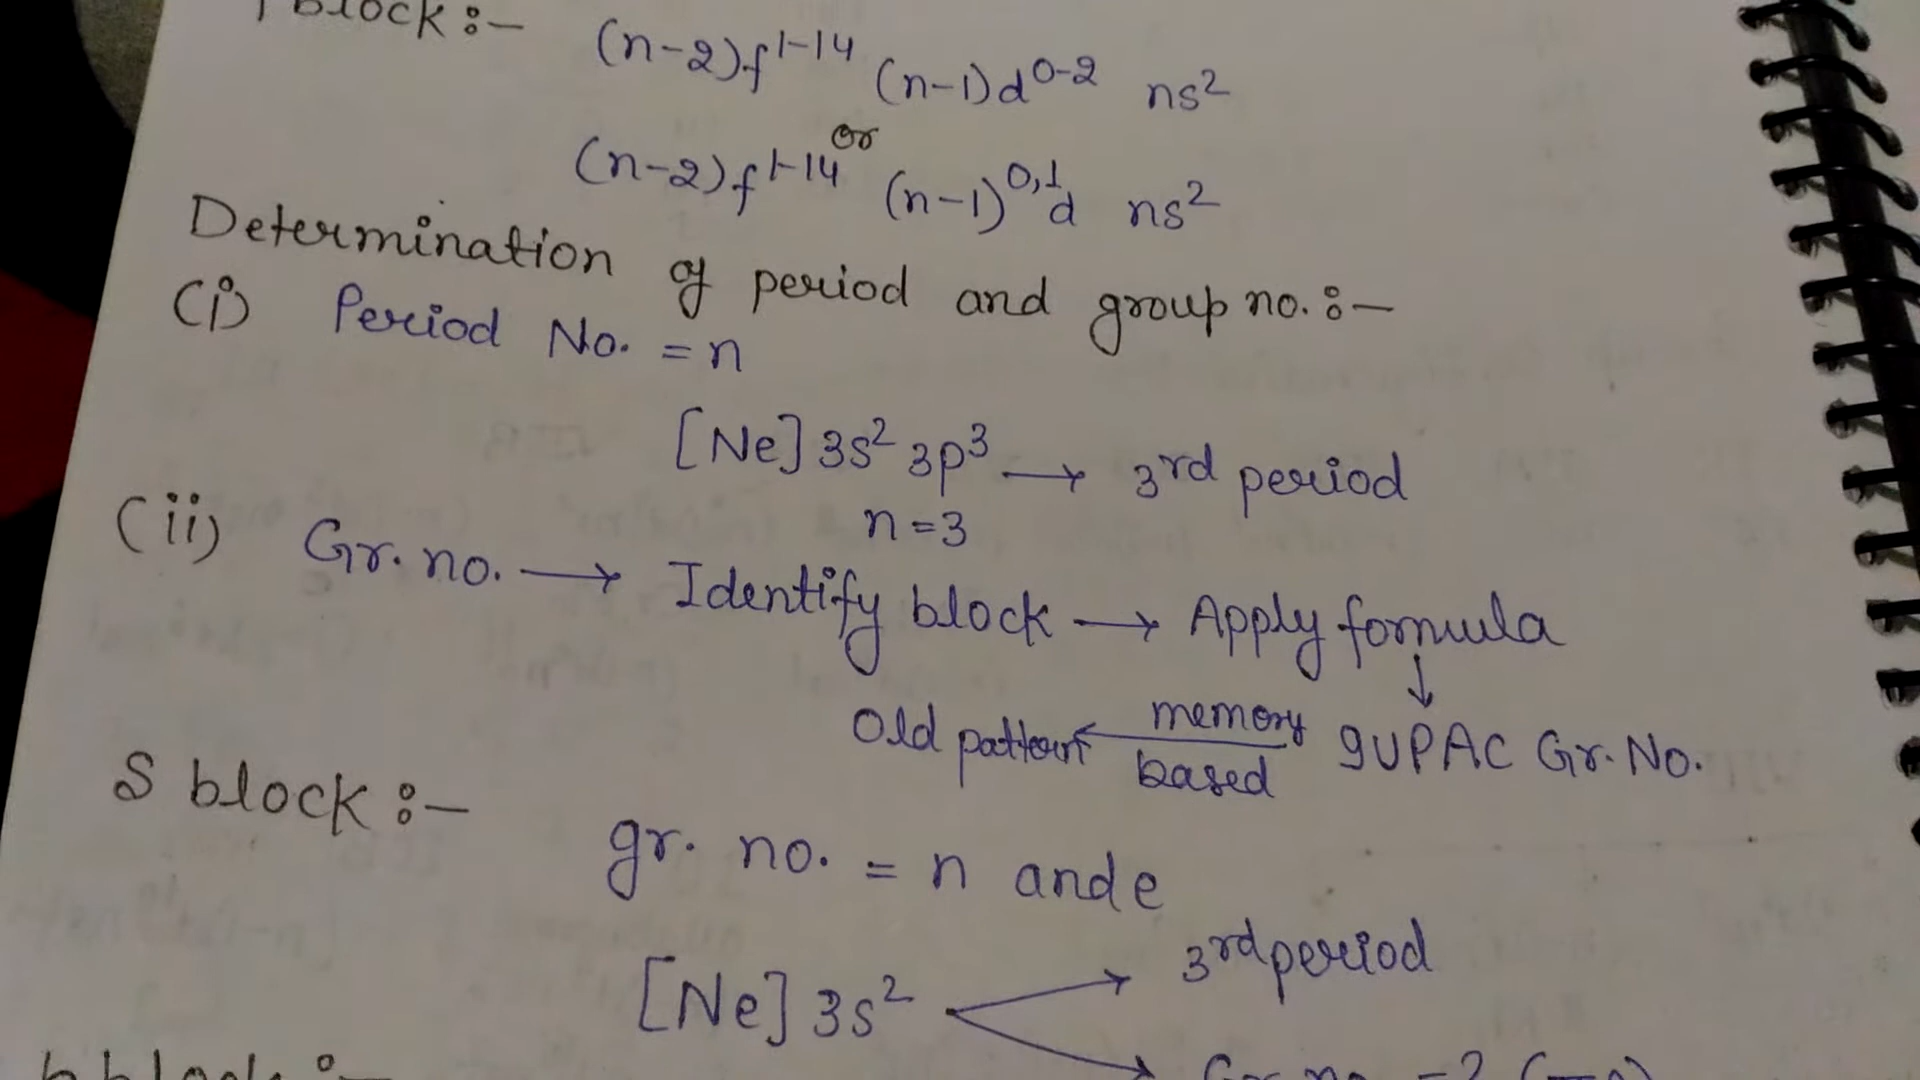 block :-
(n-2)f¹⁻¹⁴ (n-1)d⁰⁻² ns²
or
(n-2)f¹⁻¹⁴ (n-1)⁰,¹d ns²
Determination of period and group no. :-
(i) Period No. = n
[Ne] 3s² 3p³ → 3rd period
n = 3
(ii) Gr. no. → Identify block → Apply formula
↓
Old pattern ← memory based IUPAC Gr. No.
S block :-
gr. no. = n and e
[Ne] 3s² → 3rd period